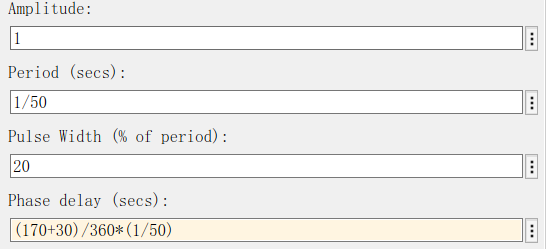 Amplitude:
1
Period (secs):
1/50
Pulse Width (% of period):
20
Phase delay (secs):
(170+30)/360*(1/50)